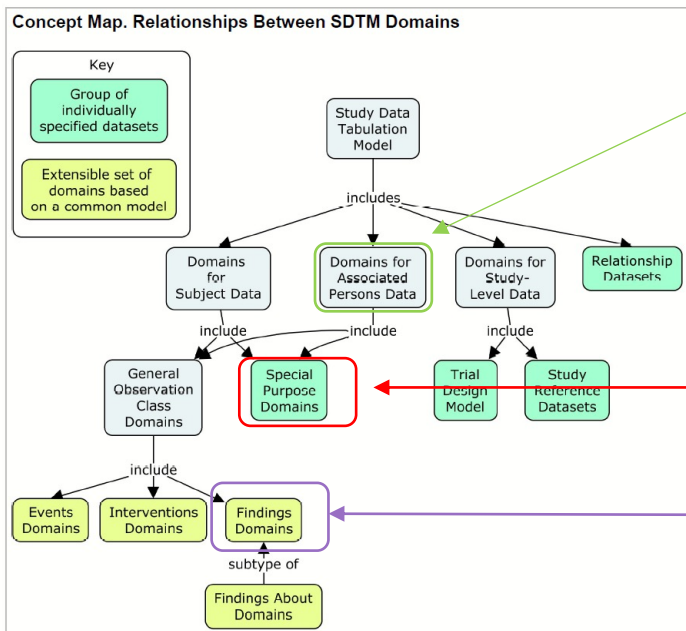 Concept Map. Relationships Between SDTM Domains
Key
Group of
individually
specified datasets
Extensible set of
domains based
on a common model
Study Data
Tabulation
Model
includes
Domains
for
Subject Data
Domains for
Associated
Persons Data
Domains for
Study-
Level Data
Relationship
Datasets
include
include
include
General
Observation
Class
Domains
Special
Purpose
Domains
Trial
Design
Model
Study
Reference
Datasets
include
Events
Domains
Interventions
Domains
Findings
Domains
subtype of
Findings About
Domains